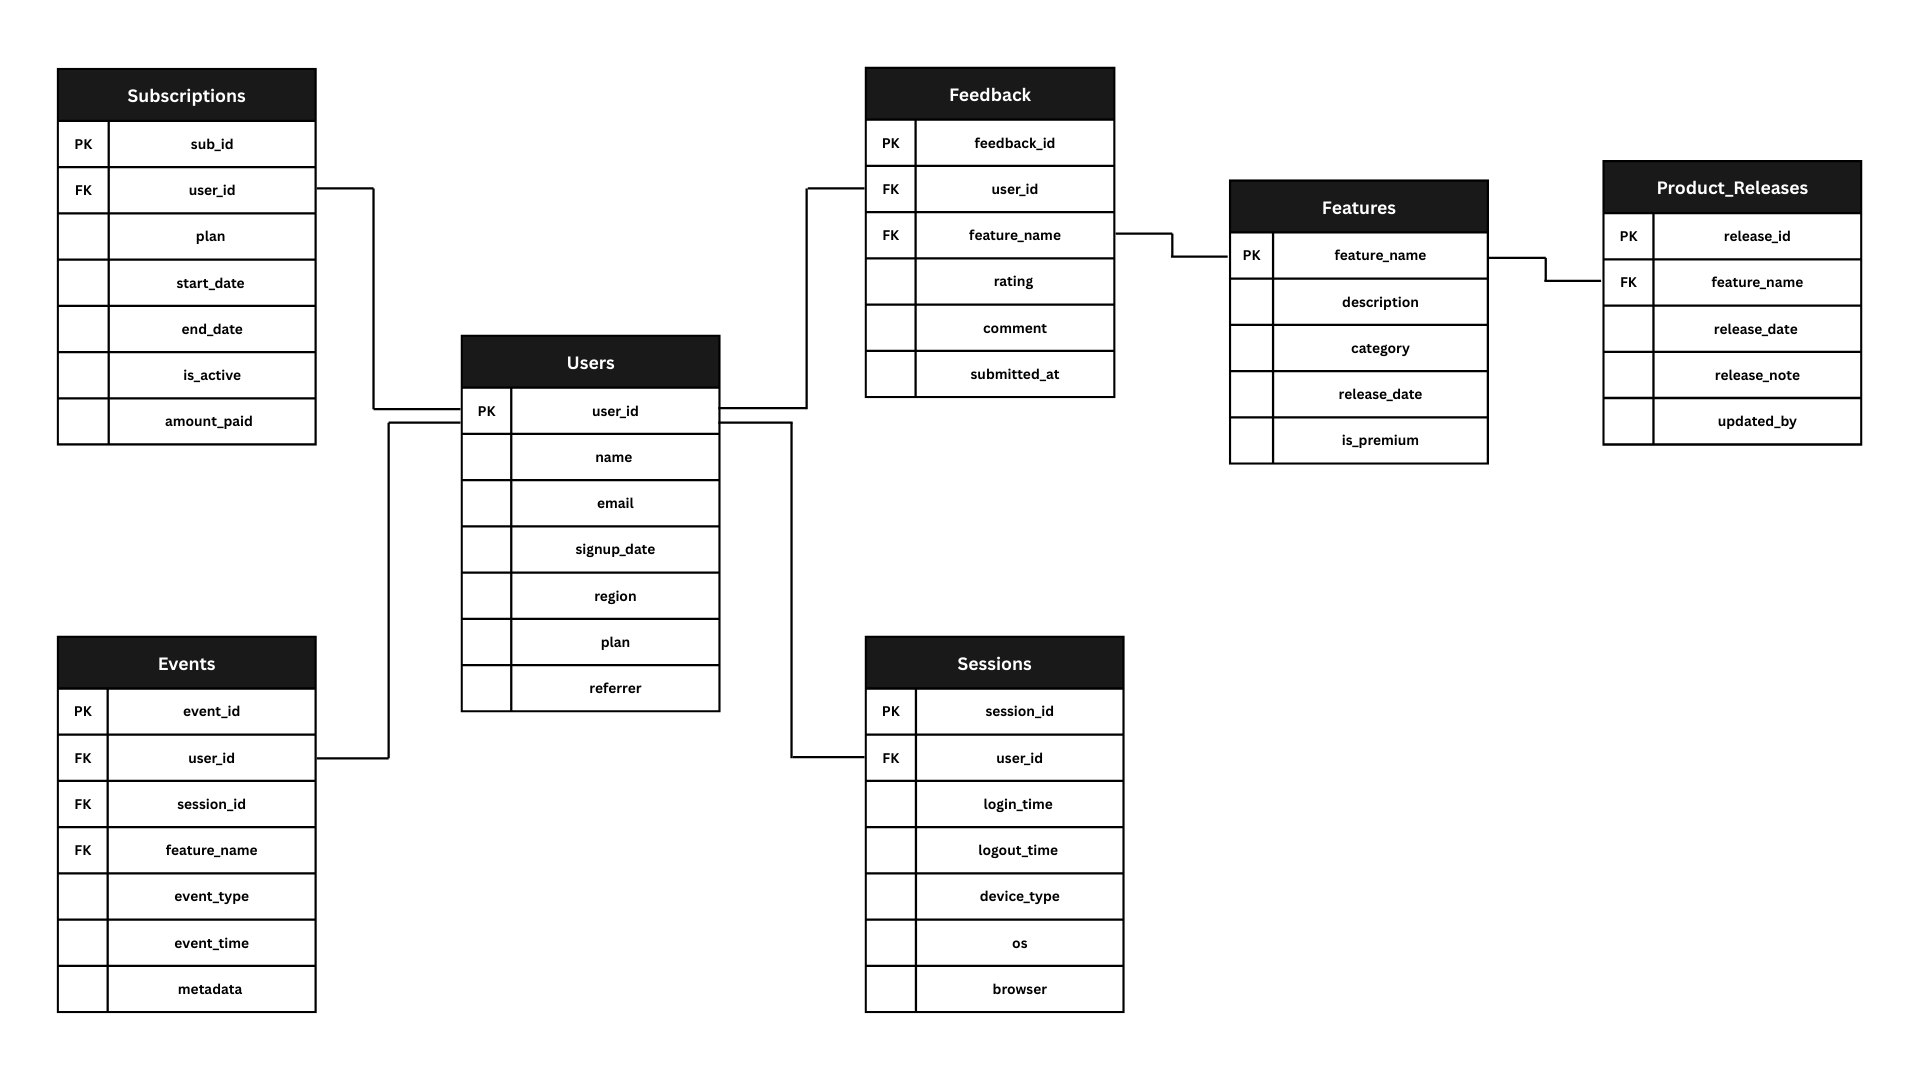 Subscriptions
PK sub_id
FK user_id
plan
start_date
end_date
is_active
amount_paid
Events
PK event_id
FK user_id
FK session_id
FK feature_name
event_type
event_time
metadata
Users
PK user_id
name
email
signup_date
region
plan
referrer
Feedback
PK feedback_id
FK user_id
FK feature_name
rating
comment
submitted_at
Sessions
PK session_id
FK user_id
login_time
logout_time
device_type
os
browser
Features
PK feature_name
description
category
release_date
is_premium
Product_Releases
PK release_id
FK feature_name
release_date
release_note
updated_by